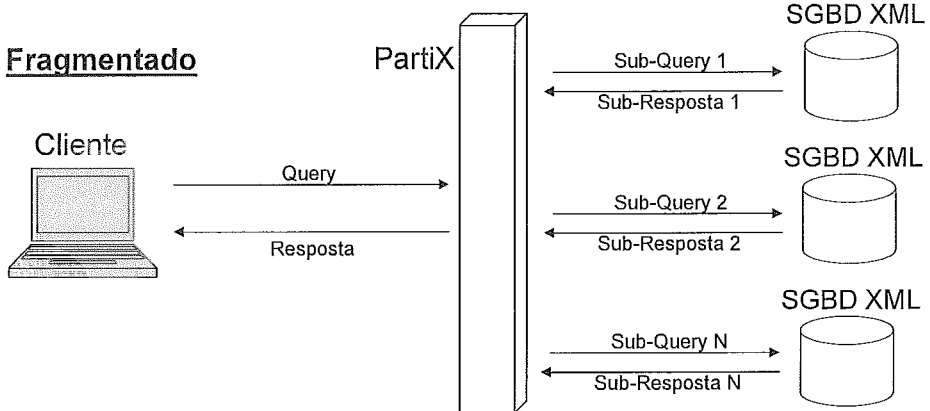 Fragmentado
Cliente
Query
Resposta
PartiX
SGBD XML
Sub-Query 1
Sub-Resposta 1
SGBD XML
Sub-Query 2
Sub-Resposta 2
SGBD XML
Sub-Query N
Sub-Resposta N